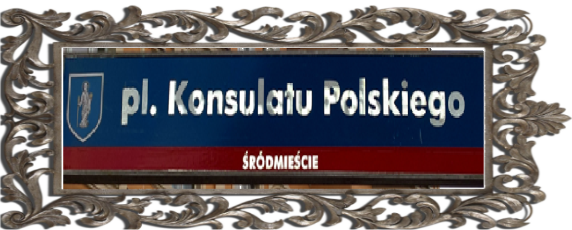 pl. Konsulatu Polskiego
ŚRÓDMIEŚCIE